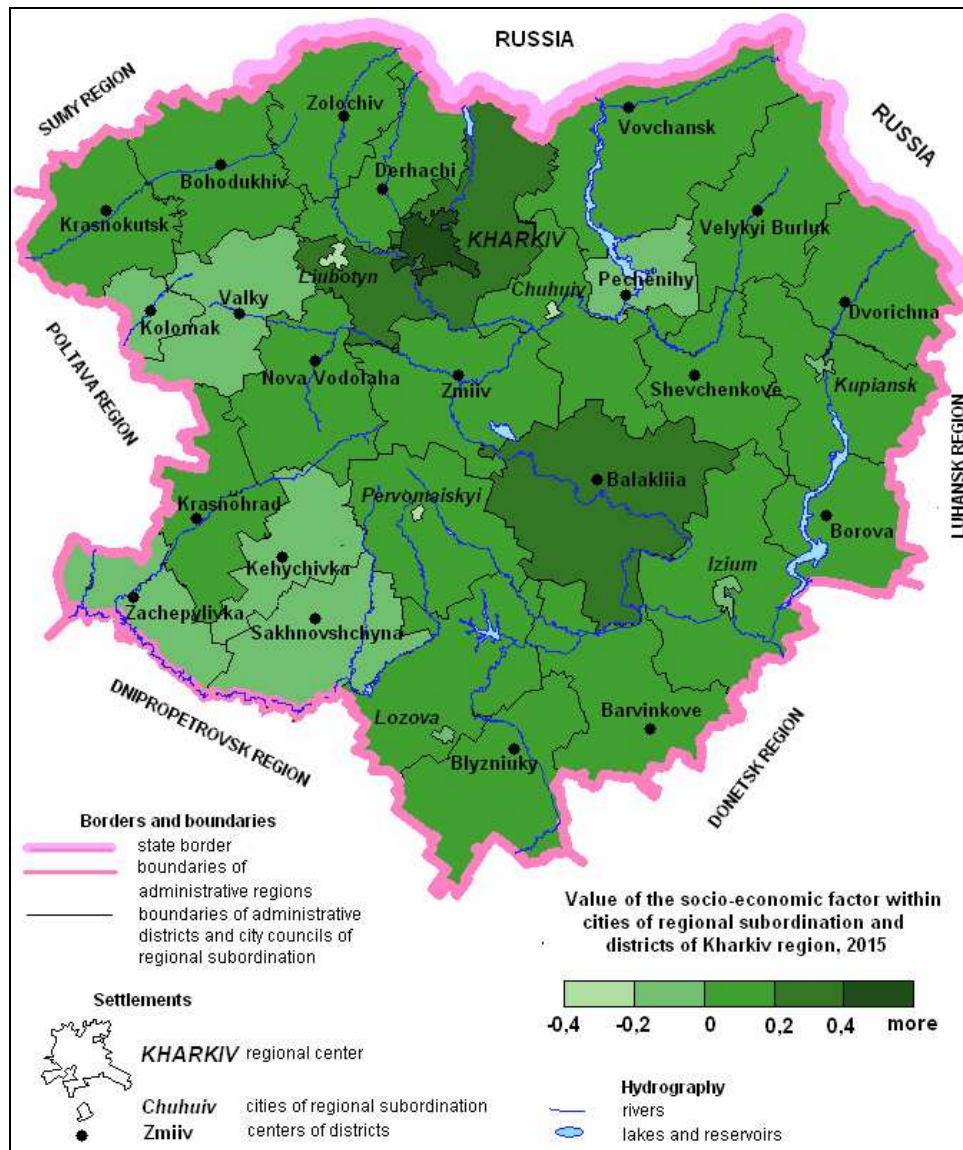 RUSSIA
SUMY REGION
Zolochiv
Vovchansk
RUSSIA
Bohodukhiv
Derhachi
Krasnokutsk
Velykyi Burluk
KHARKIV
Liubotyn
Pechenihy
Chuhuiv
Valky
Kolomak
Dvorichna
POLTAVA REGION
Nova Vodolaha
Zmiiv
Shevchenkove
Kupiansk
LUHANSK REGION
Balakliia
Pervomaiskyi
Krasnohrad
Borova
Kehychivka
Izium
Zachepylivka
Sakhnovshchyna
DNIPROPETROVSK REGION
Lozova
Barvinkove
Blyzniuky
DONETSK REGION
Borders and boundaries
state border
boundaries of
administrative regions
boundaries of administrative
districts and city councils of
regional subordination
Value of the socio-economic factor within
cities of regional subordination and
districts of Kharkiv region, 2015
-0,4 -0,2 0 0,2 0,4 more
Settlements
KHARKIV regional center
Chuhuiv cities of regional subordination
Zmiiv centers of districts
Hydrography
rivers
lakes and reservoirs